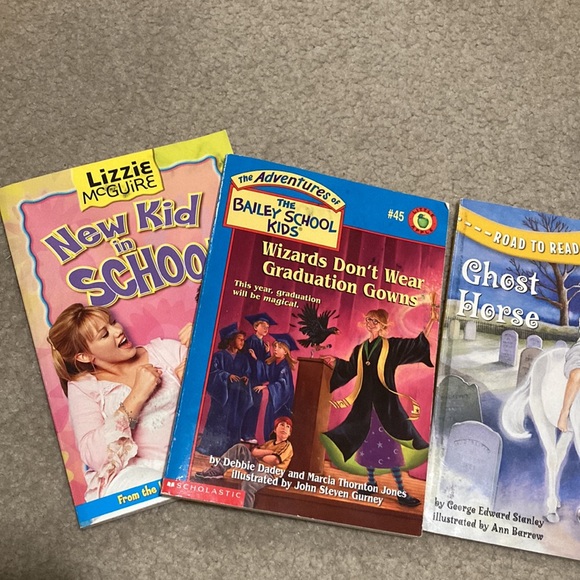 Lizzie
McGUIRE
New Kid
in
SCHOOL
From the
The Adventures of
THE
BAILEY SCHOOL
KIDS®
#45
Wizards Don't Wear
Graduation Gowns
This year, graduation
will be magical.
by Debbie Dadey and Marcia Thornton Jones
illustrated by John Steven Gurney
SCHOLASTIC
ROAD TO READ
Ghost
Horse
by George Edward Stanley
illustrated by Ann Barrow